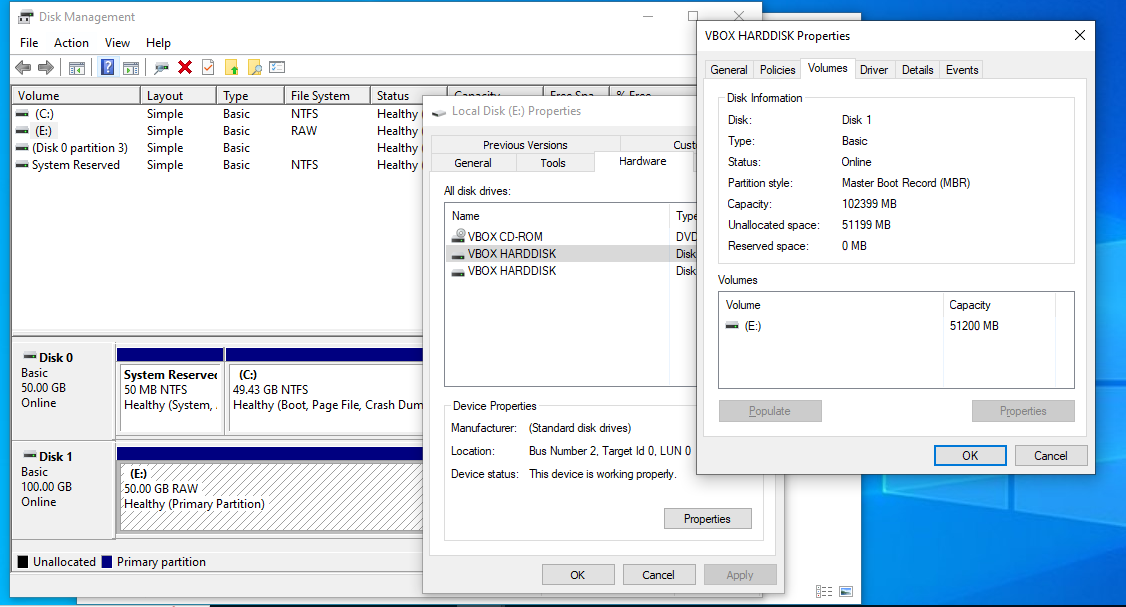 Disk Management
File Action View Help
Volume Layout Type File System Status Capacity Free Spa... % Free
(C:) Simple Basic NTFS Healthy
(E:) Simple Basic RAW Healthy
(Disk 0 partition 3) Simple Basic Healthy
System Reserved Simple Basic NTFS Healthy
Disk 0
Basic
50.00 GB
Online
System Reserved
50 MB NTFS
Healthy (System, 
(C:)
49.43 GB NTFS
Healthy (Boot, Page File, Crash Dum
Disk 1
Basic
100.00 GB
Online
(E:)
50.00 GB RAW
Healthy (Primary Partition)
Unallocated Primary partition
Local Disk (E:) Properties
Previous Versions Cust
General Tools Hardware
All disk drives:
Name Type
VBOX CD-ROM DVD
VBOX HARDDISK Disk
VBOX HARDDISK Disk
Device Properties
Manufacturer: (Standard disk drives)
Location: Bus Number 2, Target Id 0, LUN 0
Device status: This device is working properly.
Properties
OK Cancel Apply
VBOX HARDDISK Properties
General Policies Volumes Driver Details Events
Disk Information
Disk: Disk 1
Type: Basic
Status: Online
Partition style: Master Boot Record (MBR)
Capacity: 102399 MB
Unallocated space: 51199 MB
Reserved space: 0 MB
Volumes
Volume Capacity
(E:) 51200 MB
Populate Properties
OK Cancel